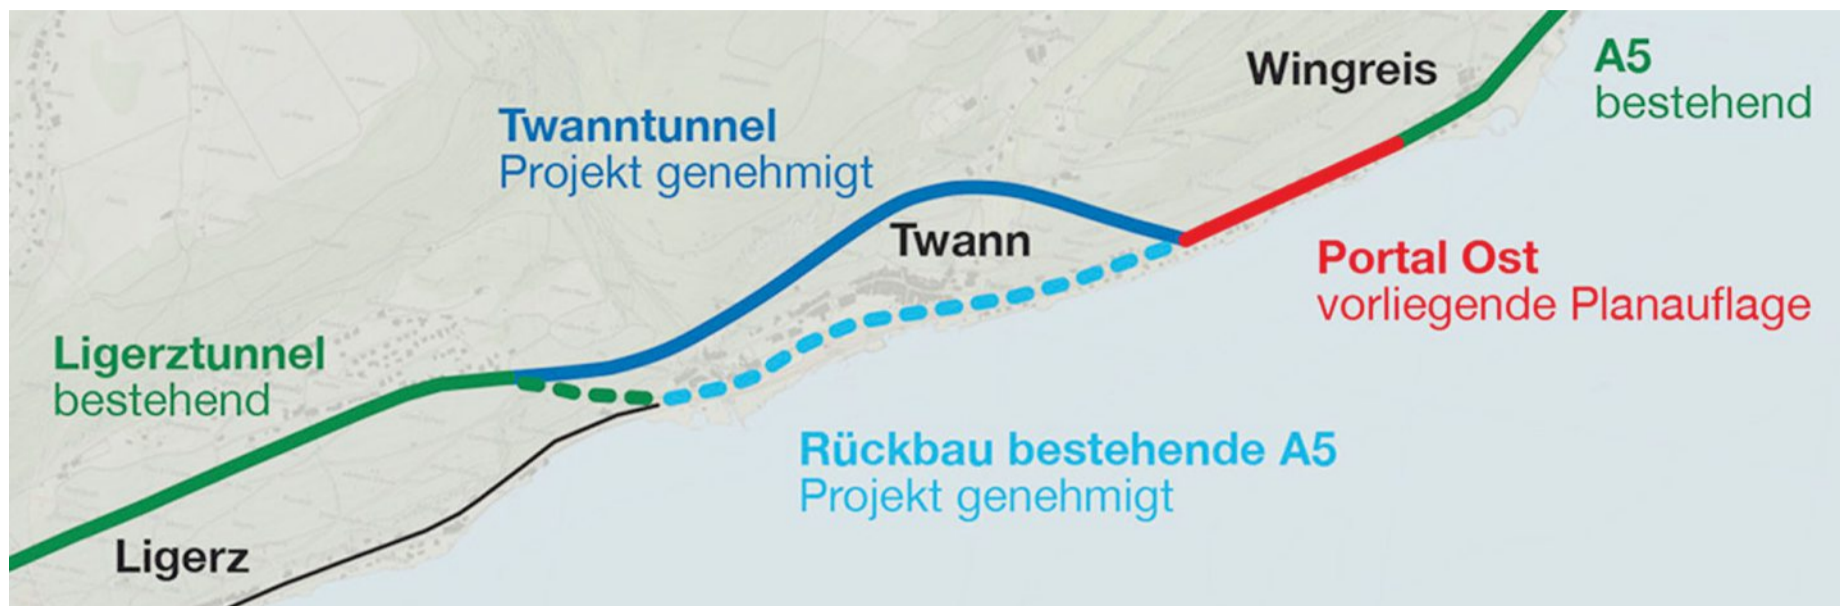 Wingreis
A5
bestehend
Twanntunnel
Projekt genehmigt
Twann
Portal Ost
vorliegende Planauflage
Ligerztunnel
bestehend
Rückbau bestehende A5
Projekt genehmigt
Ligerz